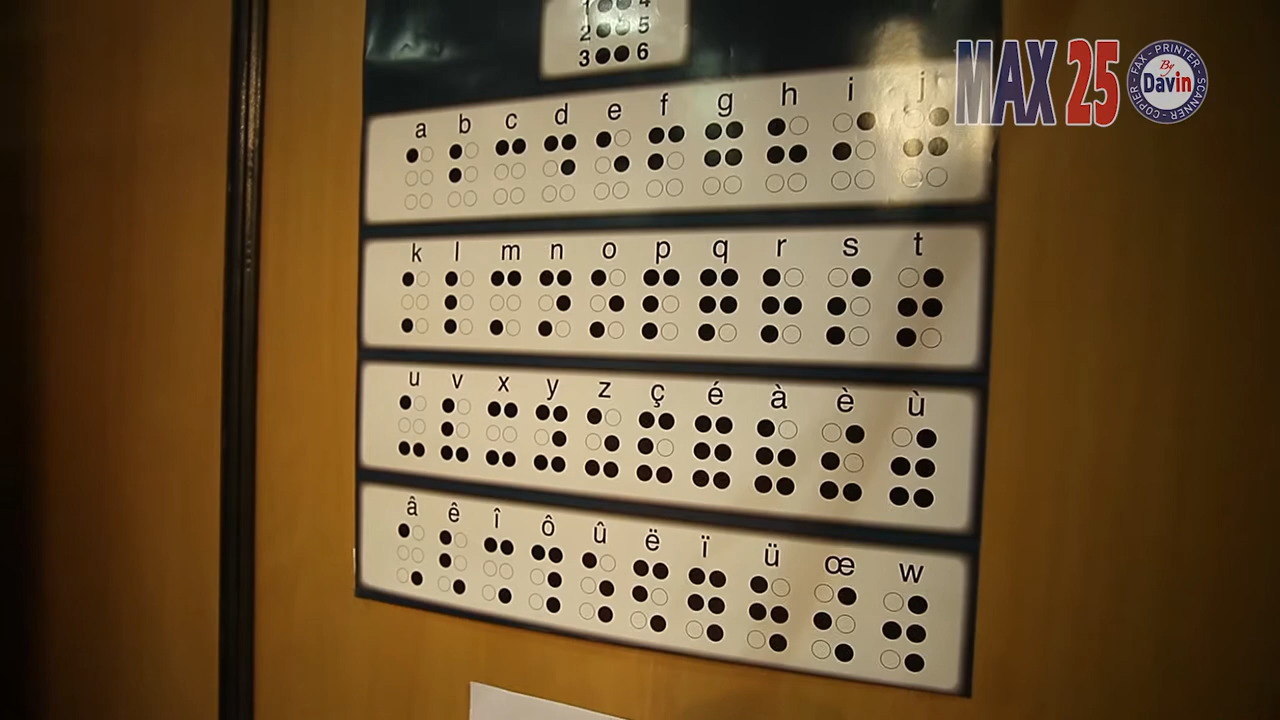 1 4
2 5
3 6
a b c d e f g h i j
k l m n o p q r s t
u v x y z ç é à è ù
â ê î ô û ë ï ü œ w
MAX 25
FAX - PRINTER - SCANNER - COPIER -
By
Davin